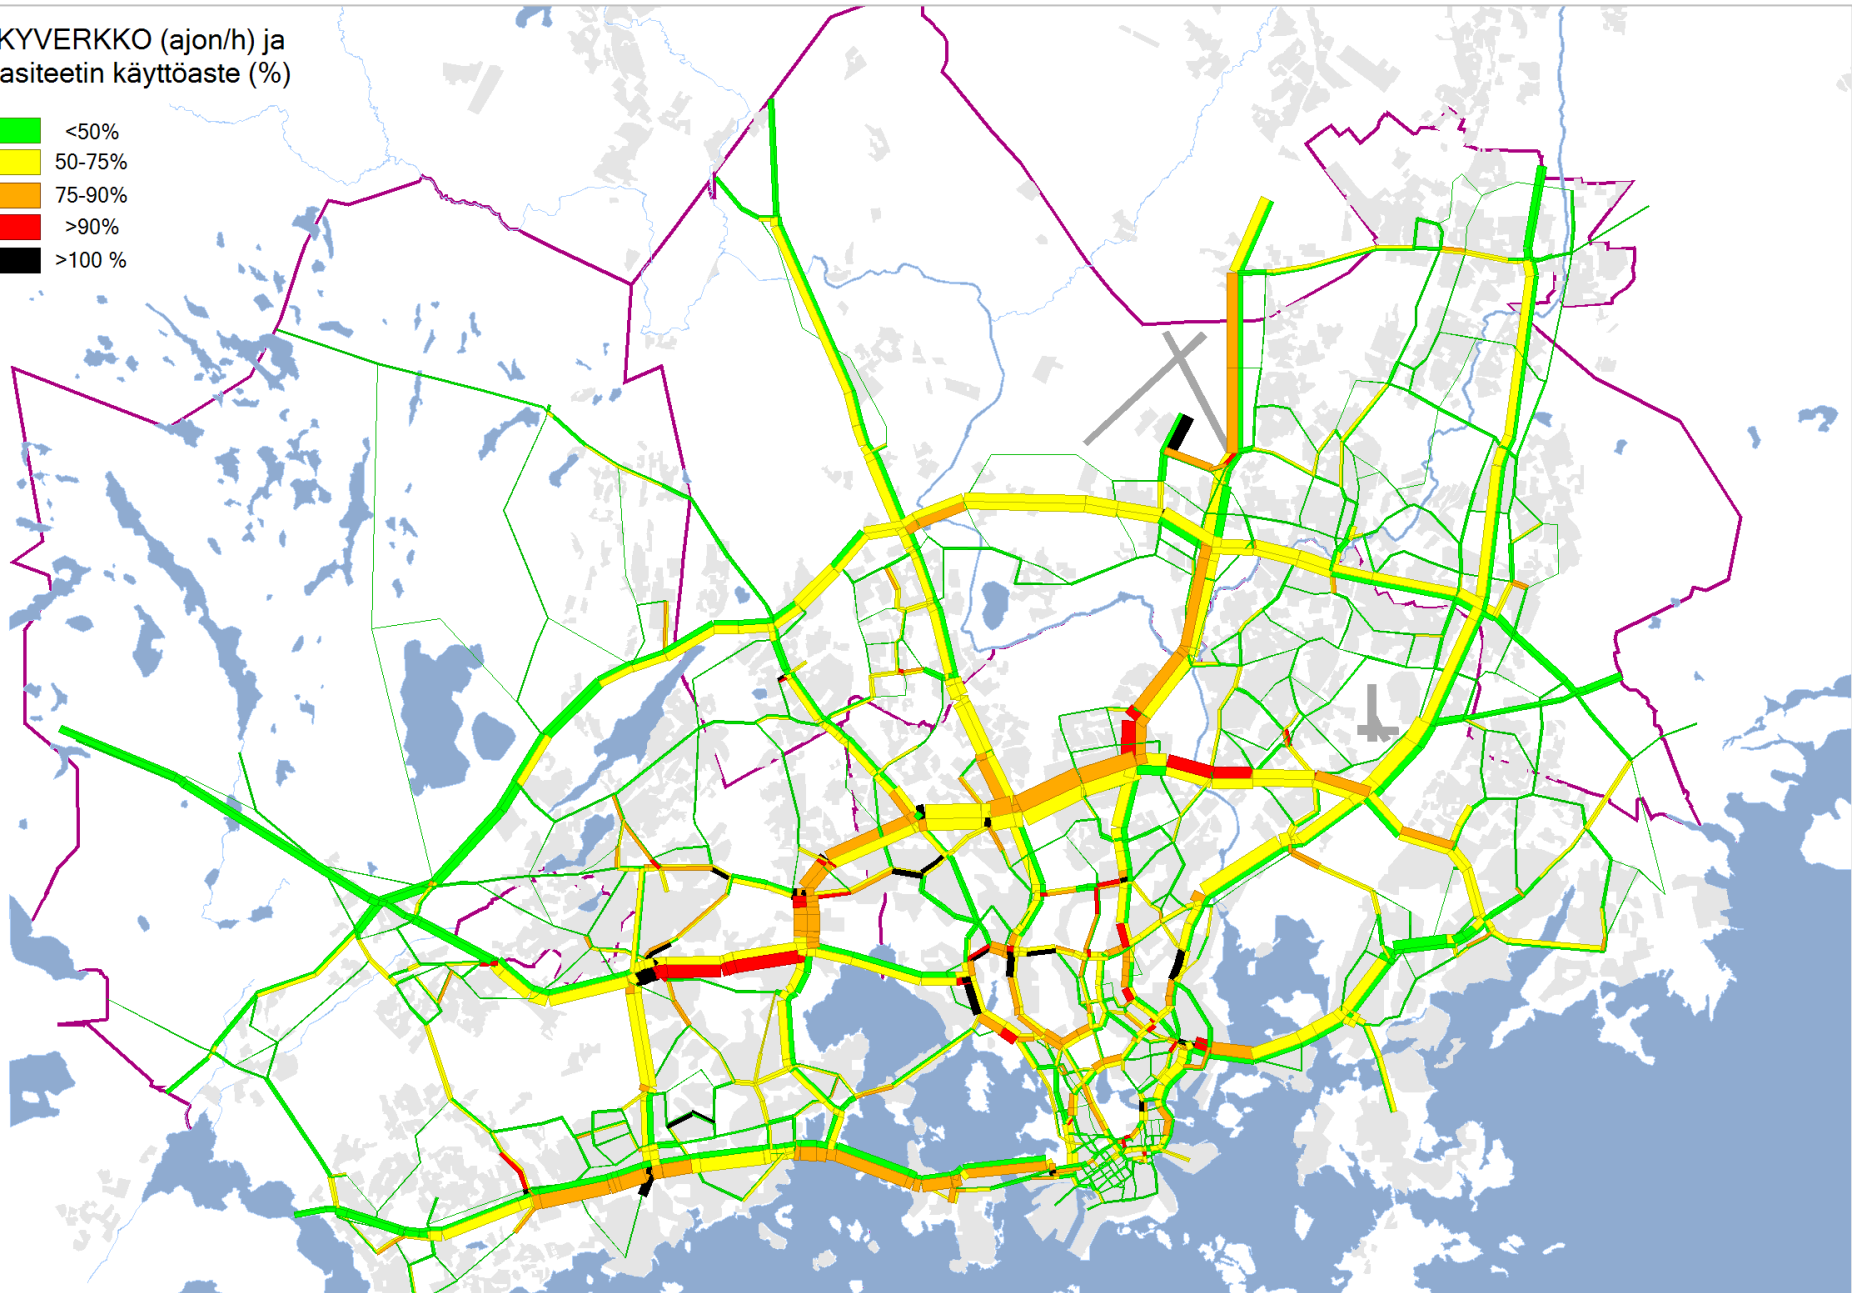 KYVERKKO (ajon/h) ja
asiteetin käyttöaste (%)
<50%
50-75%
75-90%
>90%
>100 %